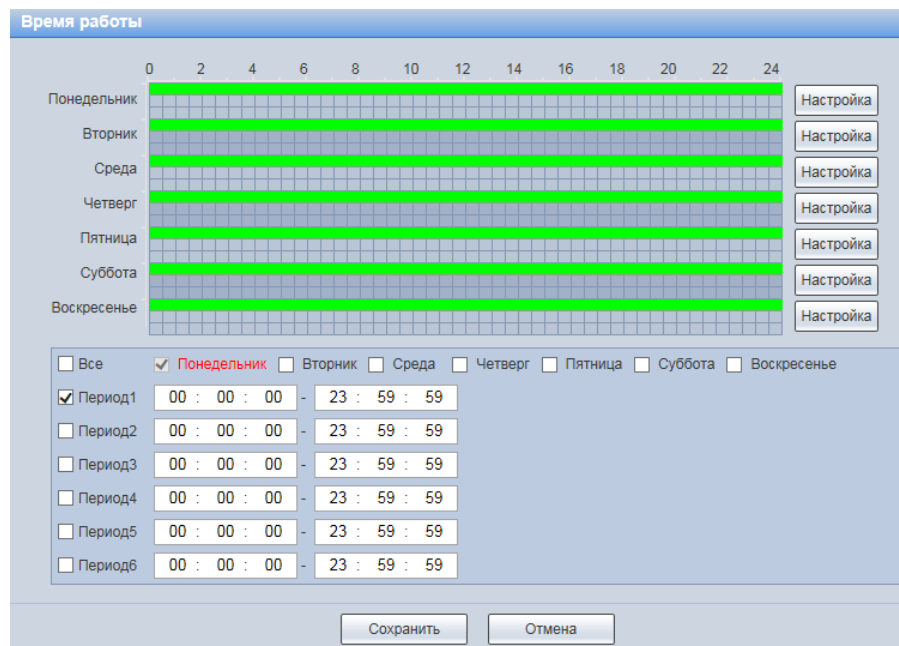 Время работы
0 2 4 6 8 10 12 14 16 18 20 22 24
Понедельник Настройка
Вторник Настройка
Среда Настройка
Четверг Настройка
Пятница Настройка
Суббота Настройка
Воскресенье Настройка
Все Понедельник Вторник Среда Четверг Пятница Суббота Воскресенье
Период1 00 : 00 : 00 - 23 : 59 : 59
Период2 00 : 00 : 00 - 23 : 59 : 59
Период3 00 : 00 : 00 - 23 : 59 : 59
Период4 00 : 00 : 00 - 23 : 59 : 59
Период5 00 : 00 : 00 - 23 : 59 : 59
Период6 00 : 00 : 00 - 23 : 59 : 59
Сохранить Отмена